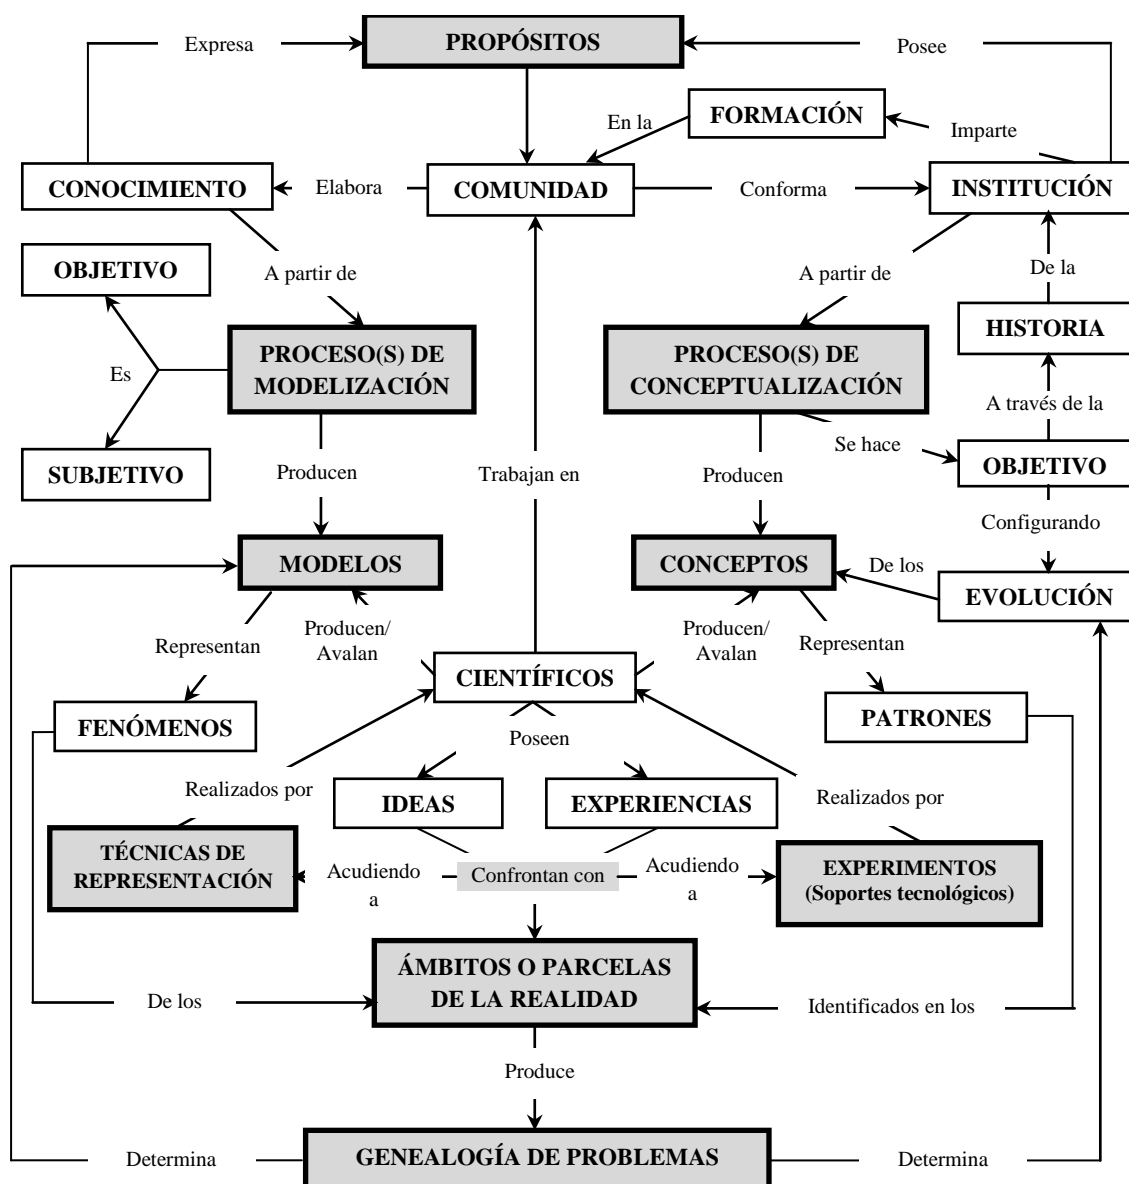 Expresa
PROPÓSITOS
Posee
FORMACIÓN
En la
Imparte
CONOCIMIENTO
Elabora
COMUNIDAD
Conforma
INSTITUCIÓN
OBJETIVO
A partir de
A partir de
De la
HISTORIA
PROCESO(S) DE
MODELIZACIÓN
PROCESO(S) DE
CONCEPTUALIZACIÓN
Es
A través de la
SUBJETIVO
Producen
Trabajan en
Producen
Se hace
OBJETIVO
Configurando
MODELOS
CONCEPTOS
De los
EVOLUCIÓN
Representan
Producen/
Avalan
Producen/
Avalan
Representan
CIENTÍFICOS
FENÓMENOS
Poseen
PATRONES
Realizados por
IDEAS
EXPERIENCIAS
Realizados por
TÉCNICAS DE
REPRESENTACIÓN
Acudiendo
a
Confrontan con
Acudiendo
a
EXPERIMENTOS
(Soportes tecnológicos)
ÁMBITOS O PARCELAS
DE LA REALIDAD
De los
Identificados en los
Produce
Determina
GENEALOGÍA DE PROBLEMAS
Determina